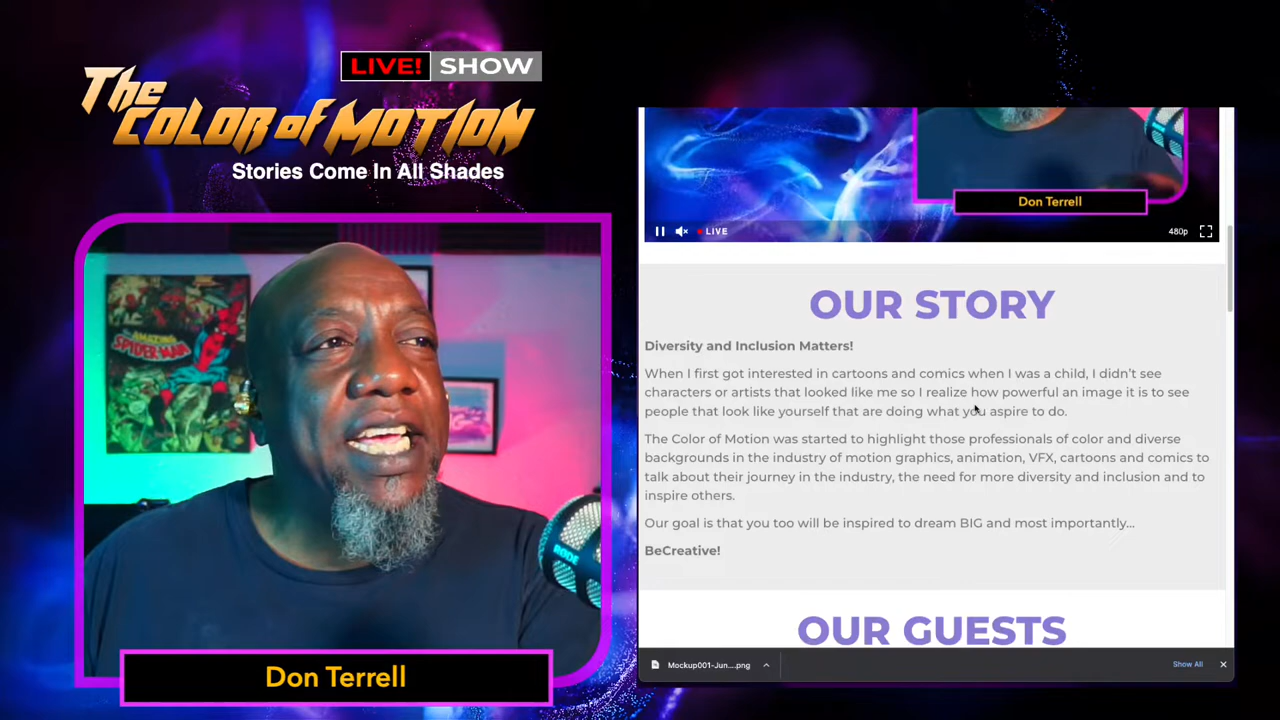 LIVE! SHOW
The
COLOR of MOTION
Stories Come In All Shades
THE AMAZING
SPIDER-MAN
RODE
Don Terrell
Don Terrell
LIVE
480p
OUR STORY
Diversity and Inclusion Matters!
When I first got interested in cartoons and comics when I was a child, I didn't see
characters or artists that looked like me so I realize how powerful an image it is to see
people that look like yourself that are doing what you aspire to do.
The Color of Motion was started to highlight those professionals of color and diverse
backgrounds in the industry of motion graphics, animation, VFX, cartoons and comics to
talk about their journey in the industry, the need for more diversity and inclusion and to
inspire others.
Our goal is that you too will be inspired to dream BIG and most importantly...
BeCreative!
OUR GUESTS
Mockup001-Jun....png
Show All